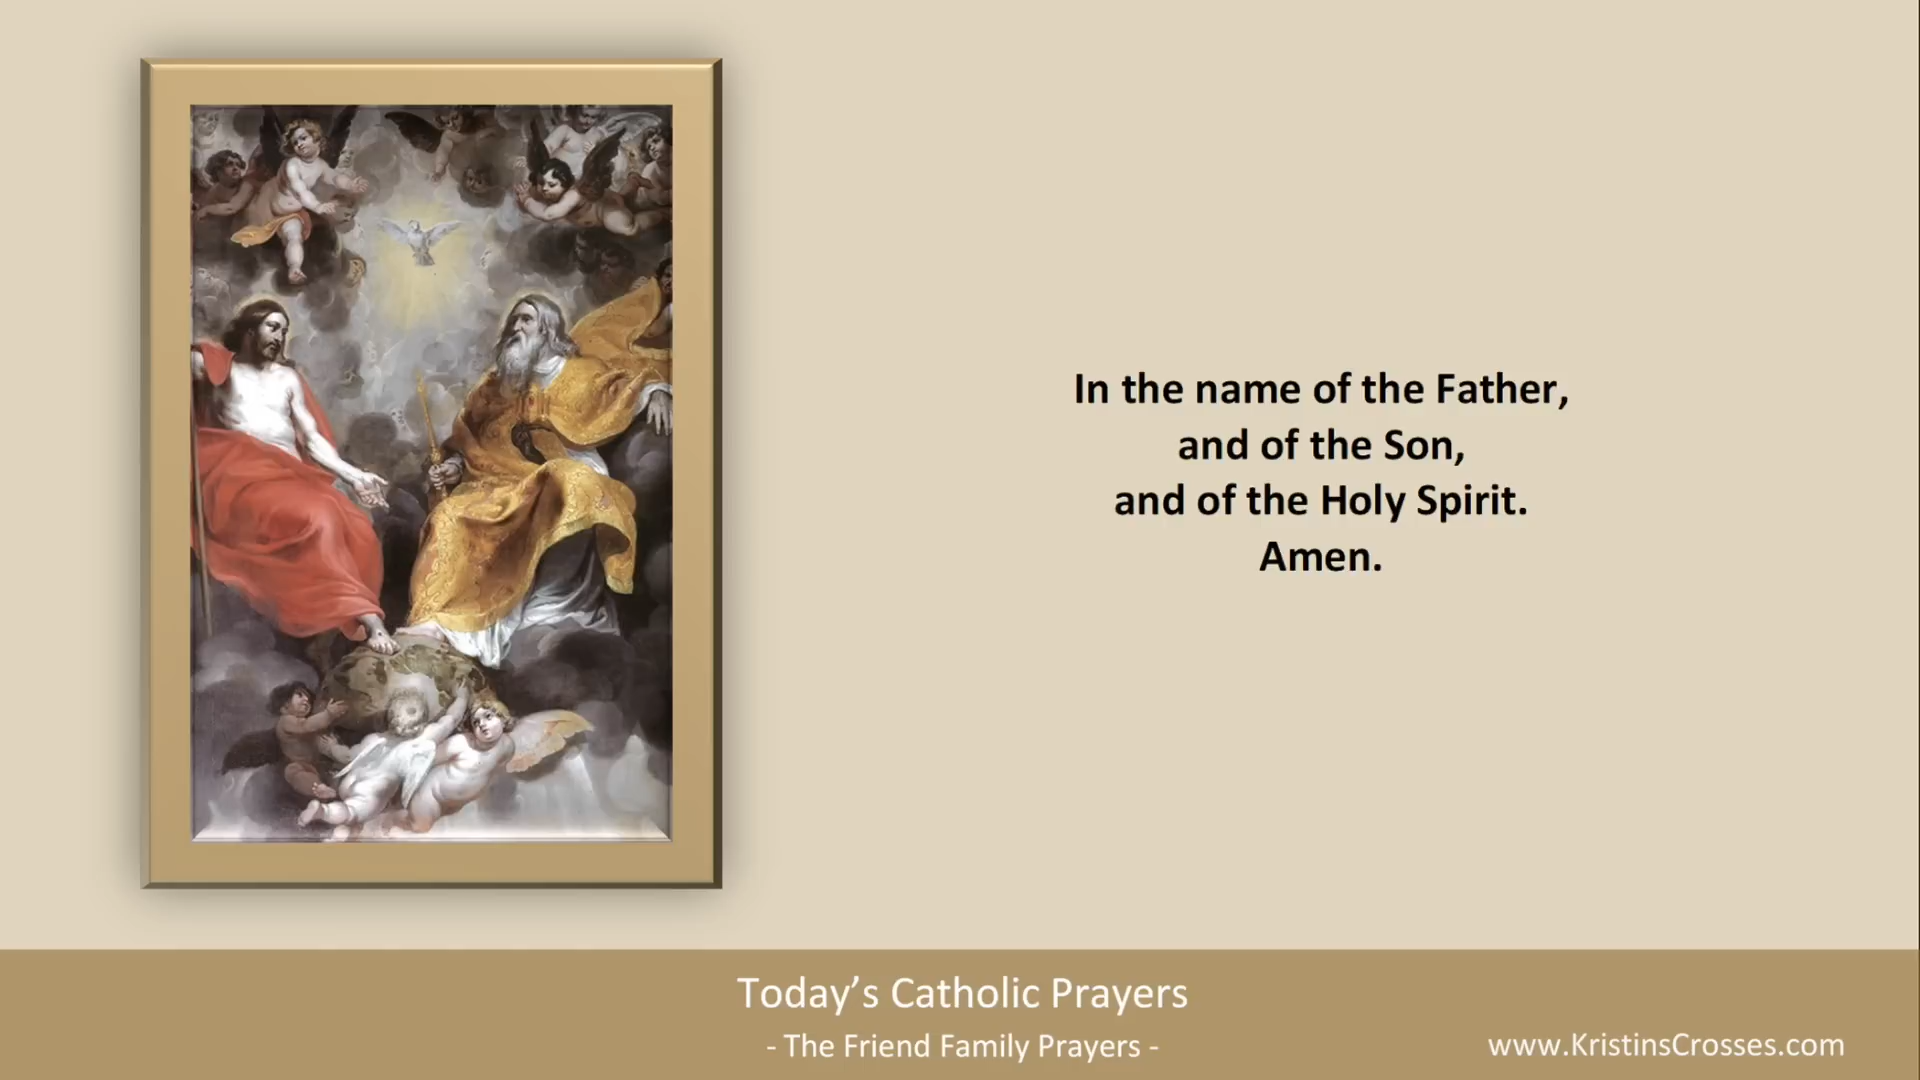 In the name of the Father,
and of the Son,
and of the Holy Spirit.
Amen.
Today’s Catholic Prayers
- The Friend Family Prayers -
www.KristinsCrosses.com